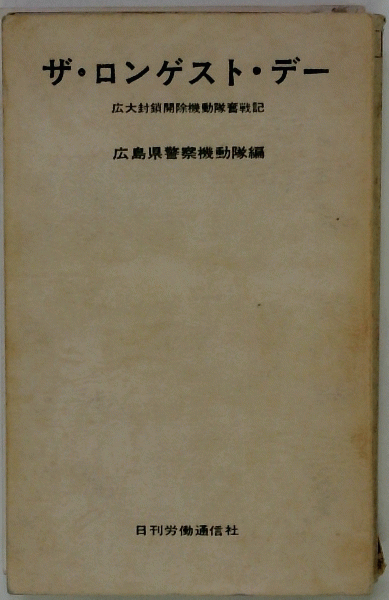 ザ・ロンゲスト・デー
広大封鎖開除機動隊奮戦記
広島県警察機動隊編
日刊労働通信社